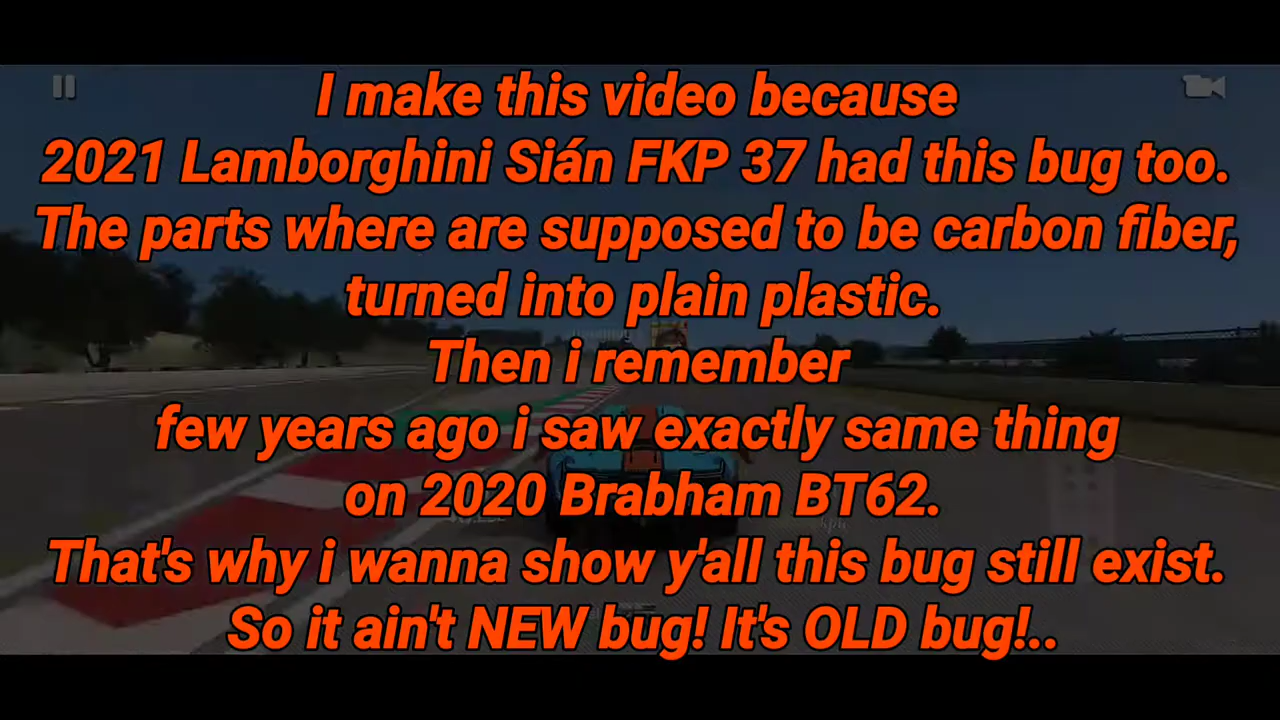 I make this video because
2021 Lamborghini Sián FKP 37 had this bug too.
The parts where are supposed to be carbon fiber,
turned into plain plastic.
Then i remember
few years ago i saw exactly same thing
on 2020 Brabham BT62.
That's why i wanna show y'all this bug still exist.
So it ain't NEW bug! It's OLD bug!..
kph